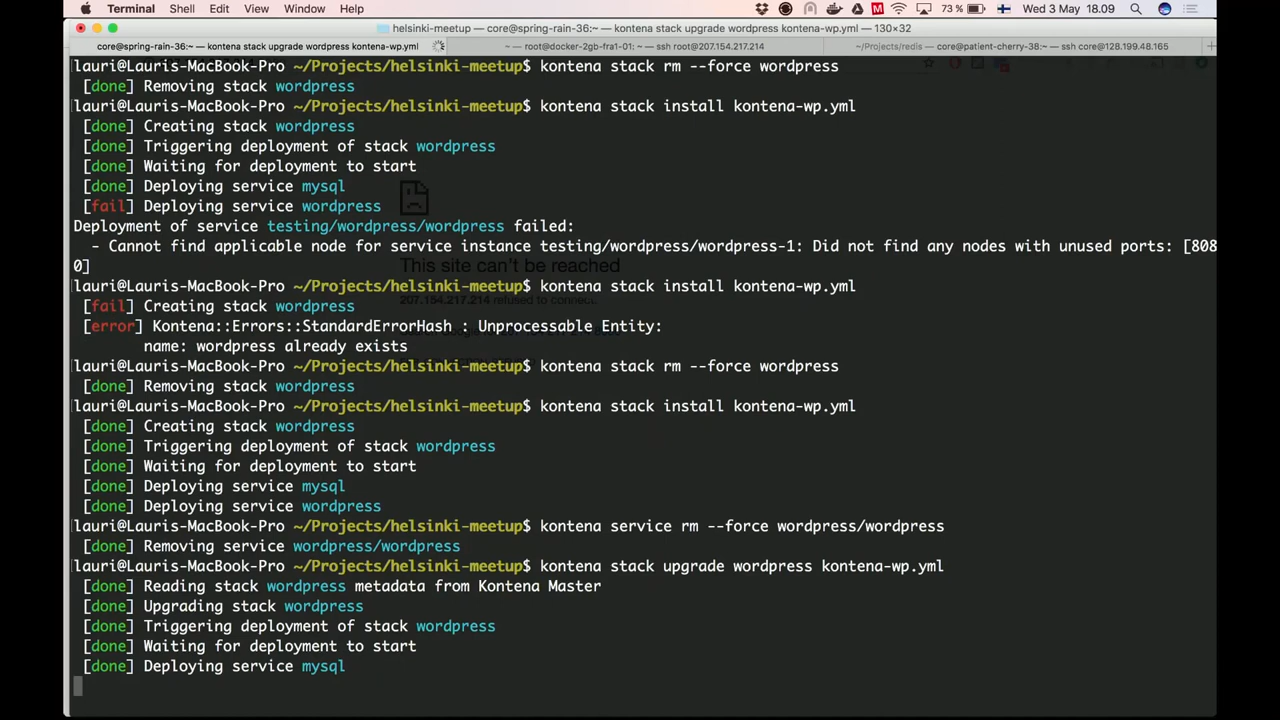 Terminal Shell Edit View Window Help 73 % Wed 3 May 18.09
helsinki-meetup — core@spring-rain-36:~ — kontena stack upgrade wordpress kontena-wp.yml — 130×32
core@spring-rain-36:~ — kontena stack upgrade wordpress kontena-wp.yml ~ — root@docker-2gb-fra1-01: ~ — ssh root@207.154.217.214 ~/Projects/redis — core@patient-cherry-38:~ — ssh core@128.199.48.165
lauri@Lauris-MacBook-Pro ~/Projects/helsinki-meetup$ kontena stack rm --force wordpress
[done] Removing stack wordpress
lauri@Lauris-MacBook-Pro ~/Projects/helsinki-meetup$ kontena stack install kontena-wp.yml
[done] Creating stack wordpress
[done] Triggering deployment of stack wordpress
[done] Waiting for deployment to start
[done] Deploying service mysql
[fail] Deploying service wordpress
Deployment of service testing/wordpress/wordpress failed:
- Cannot find applicable node for service instance testing/wordpress/wordpress-1: Did not find any nodes with unused ports: [808
0]
This site can't be reached
lauri@Lauris-MacBook-Pro ~/Projects/helsinki-meetup$ kontena stack install kontena-wp.yml
207.154.217.214 refused to connect.
[fail] Creating stack wordpress
[error] Kontena::Errors::StandardErrorHash : Unprocessable Entity:
name: wordpress already exists
lauri@Lauris-MacBook-Pro ~/Projects/helsinki-meetup$ kontena stack rm --force wordpress
[done] Removing stack wordpress
lauri@Lauris-MacBook-Pro ~/Projects/helsinki-meetup$ kontena stack install kontena-wp.yml
[done] Creating stack wordpress
[done] Triggering deployment of stack wordpress
[done] Waiting for deployment to start
[done] Deploying service mysql
[done] Deploying service wordpress
lauri@Lauris-MacBook-Pro ~/Projects/helsinki-meetup$ kontena service rm --force wordpress/wordpress
[done] Removing service wordpress/wordpress
lauri@Lauris-MacBook-Pro ~/Projects/helsinki-meetup$ kontena stack upgrade wordpress kontena-wp.yml
[done] Reading stack wordpress metadata from Kontena Master
[done] Upgrading stack wordpress
[done] Triggering deployment of stack wordpress
[done] Waiting for deployment to start
[done] Deploying service mysql